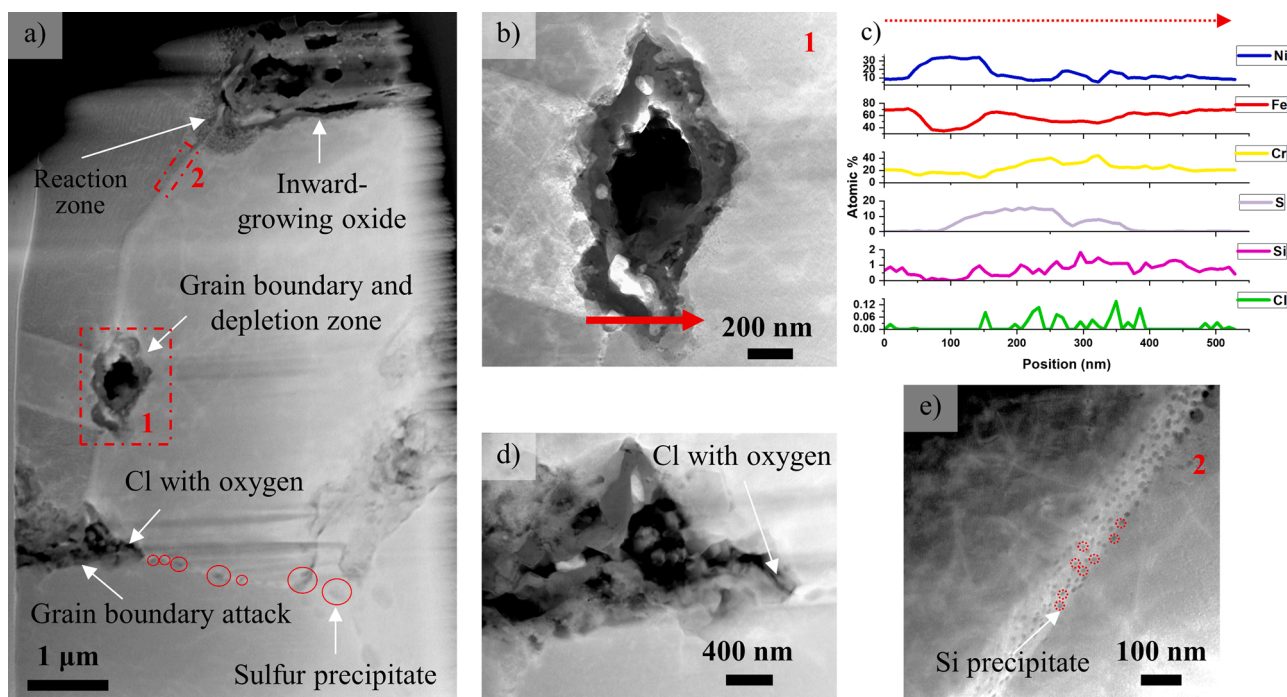 a)
Reaction
zone
2
Inward-
growing oxide
Grain boundary and
depletion zone
1
Cl with oxygen
Grain boundary attack
1 μm
Sulfur precipitate
b)
1
200 nm
c)
Ni
30
20
10
Fe
80
60
40
Cr
40
20
0
Atomic %
S
20
10
0
Si
2
1
0
Cl
0.12
0.06
0.00
0 100 200 300 400 500
Position (nm)
d)
Cl with oxygen
400 nm
e)
2
Si precipitate
100 nm